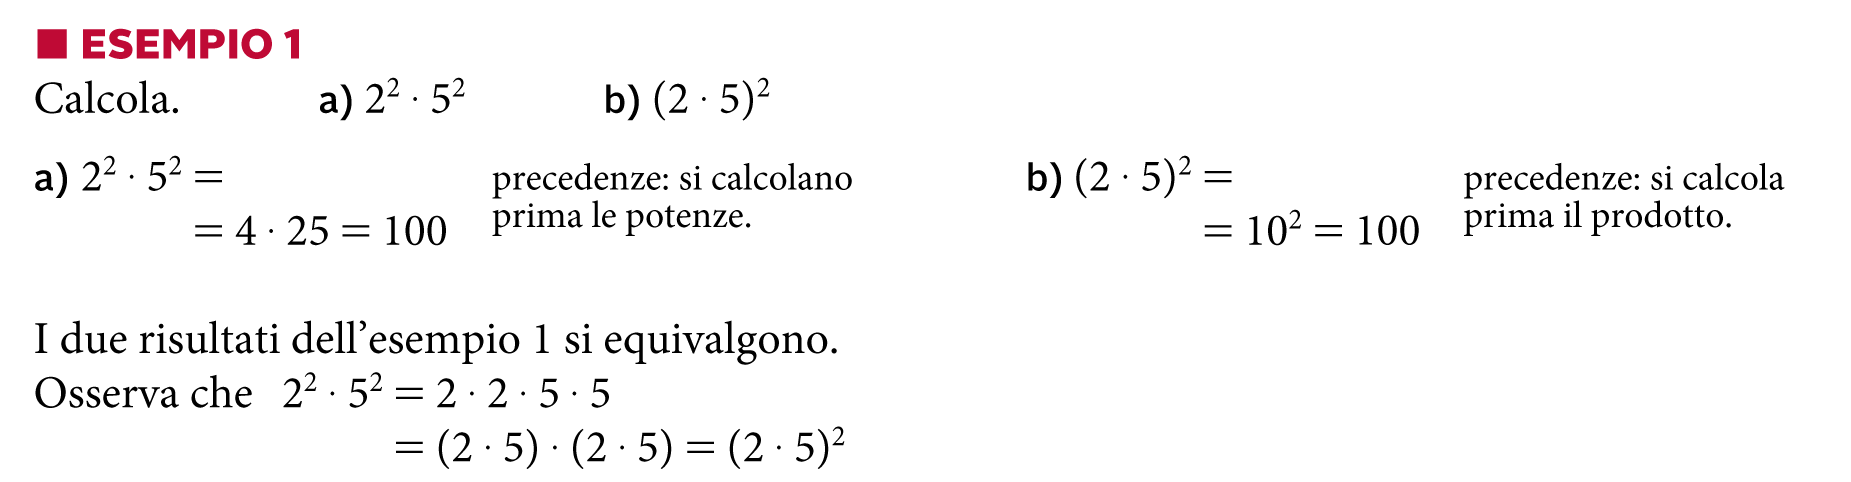 ■ ESEMPIO 1
Calcola. a) 2² · 5² b) (2 · 5)²
a) 2² · 5² =
= 4 · 25 = 100
precedenze: si calcolano
prima le potenze.
b) (2 · 5)² =
= 10² = 100
precedenze: si calcola
prima il prodotto.
I due risultati dell’esempio 1 si equivalgono.
Osserva che 2² · 5² = 2 · 2 · 5 · 5
= (2 · 5) · (2 · 5) = (2 · 5)²